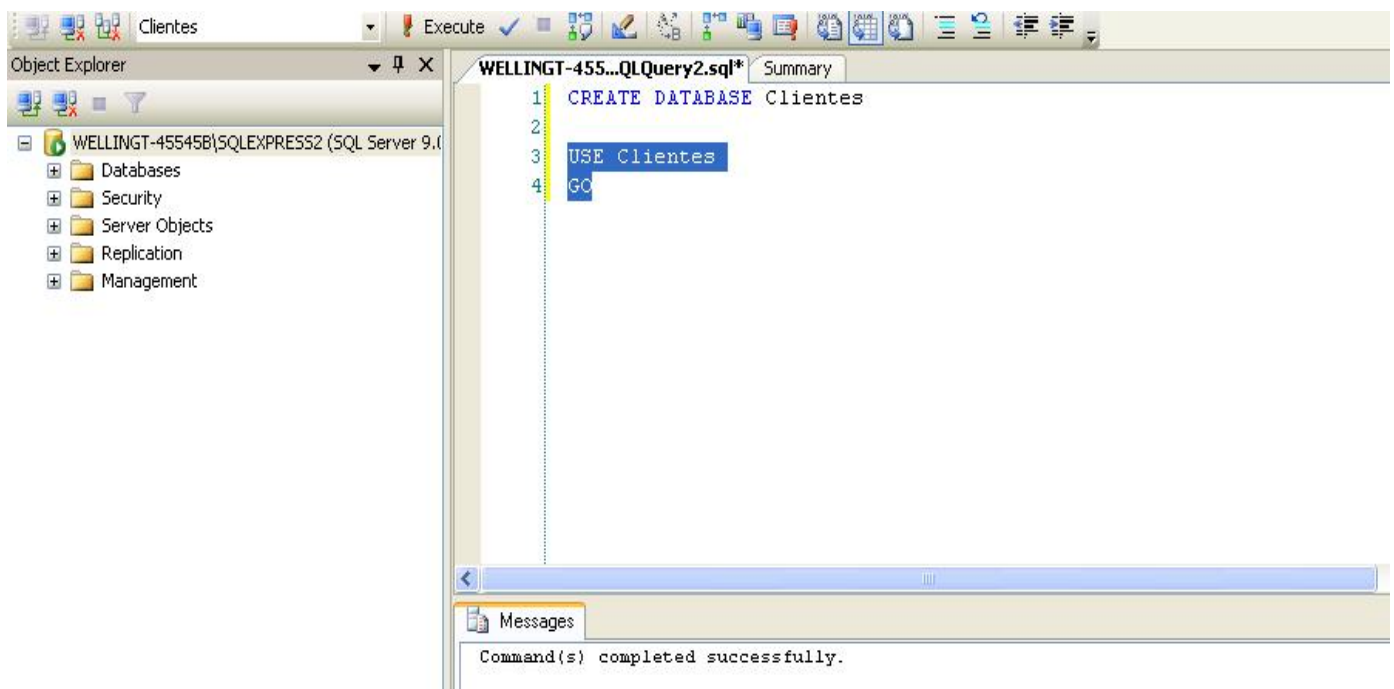 Clientes
Execute
Object Explorer
WELLINGT-455...QLQuery2.sql* Summary
WELLINGT-45545B\SQLEXPRESS2 (SQL Server 9.0
Databases
Security
Server Objects
Replication
Management
1 CREATE DATABASE Clientes
2
3 USE Clientes
4 GO
Messages
Command(s) completed successfully.